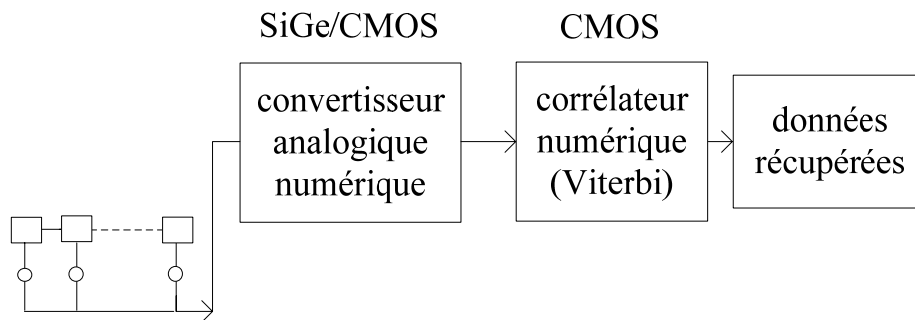 SiGe/CMOS
convertisseur
analogique
numérique
CMOS
corrélateur
numérique
(Viterbi)
données
récupérées